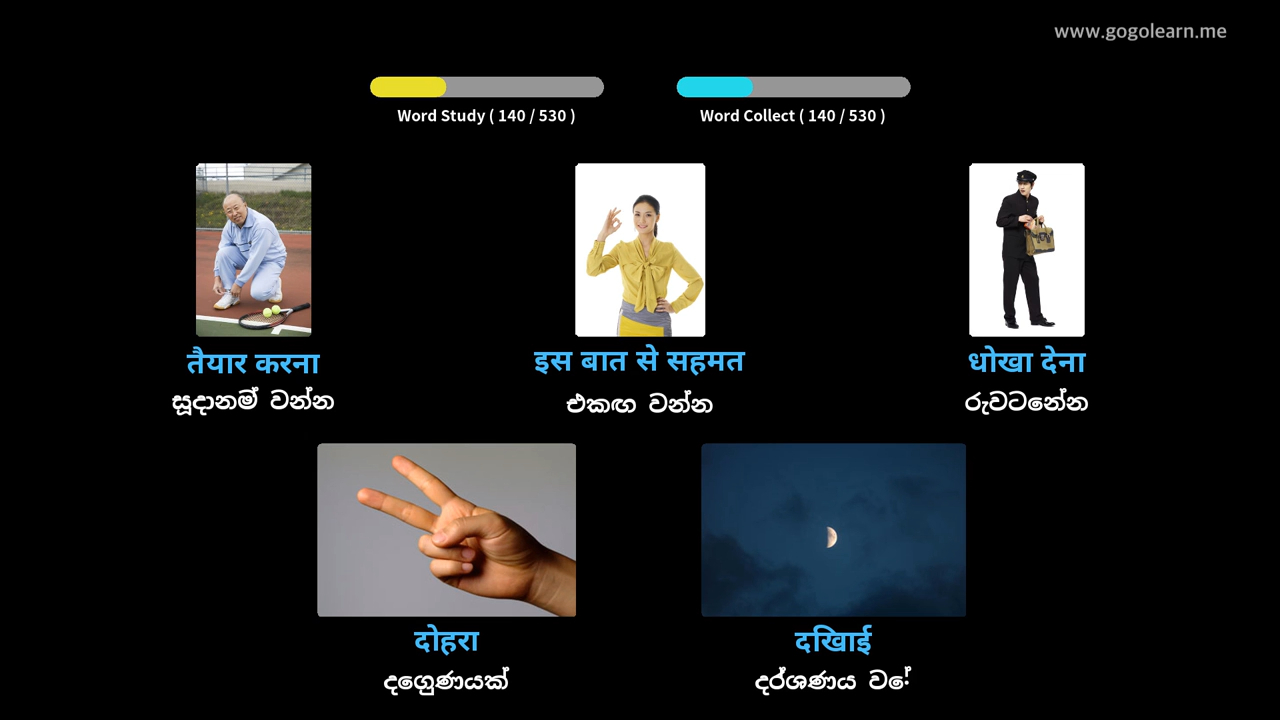 www.gogolearn.me
Word Study ( 140 / 530 )
Word Collect ( 140 / 530 )
तैयार करना
සූදානම් වන්න
इस बात से सहमत
එකඟ වන්න
धोखा देना
රුවටනේන
दोहरा
ද්ගුෙණයක්
दखिाई
දර්ශණය වේ!